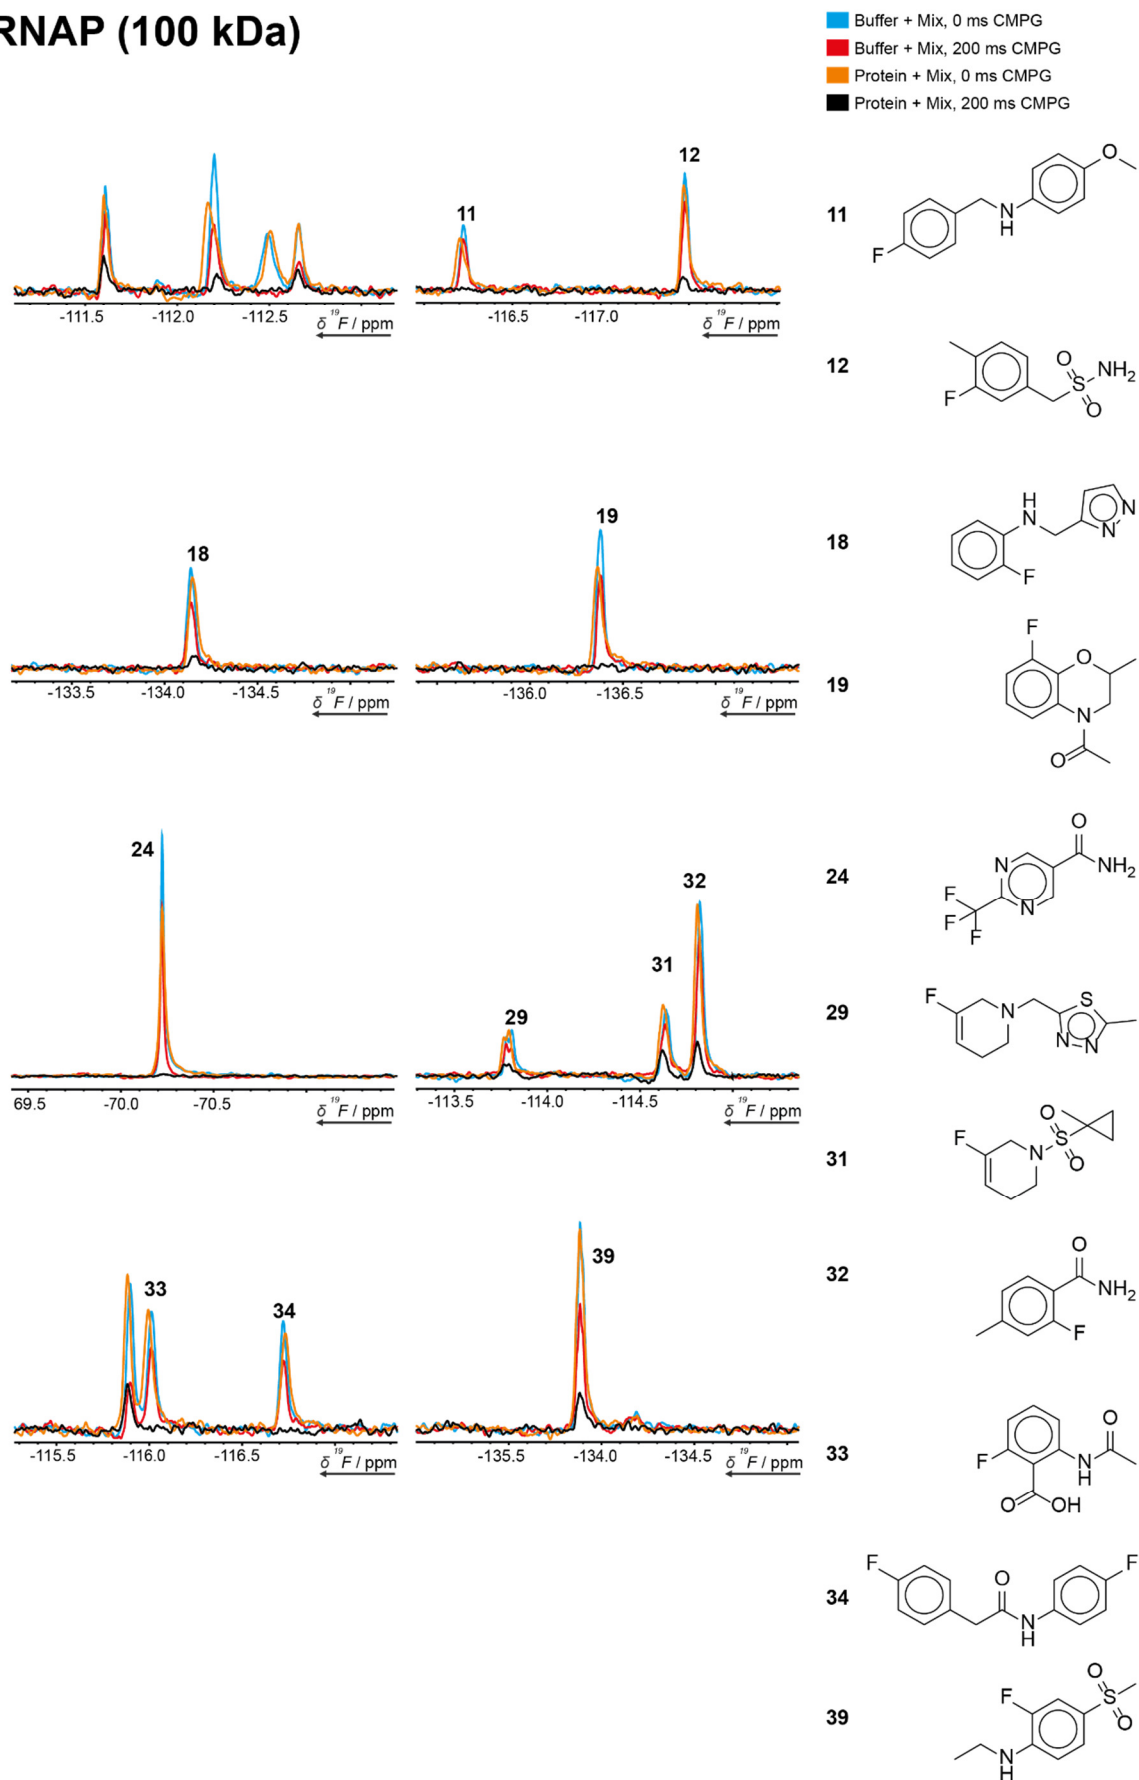 RNAP (100 kDa)
Buffer + Mix, 0 ms CMPG
Buffer + Mix, 200 ms CMPG
Protein + Mix, 0 ms CMPG
Protein + Mix, 200 ms CMPG
11
12
-111.5 -112.0 -112.5
δ ¹⁹F / ppm
-116.5 -117.0
δ ¹⁹F / ppm
11
O
N
H
F
12
F
O
S
NH₂
O
18
19
-133.5 -134.0 -134.5
δ ¹⁹F / ppm
-136.0 -136.5
δ ¹⁹F / ppm
18
H
N
F
N
N
19
F
O
N
O
24
29
31
32
69.5 -70.0 -70.5
δ ¹⁹F / ppm
-113.5 -114.0 -114.5
δ ¹⁹F / ppm
24
O
NH₂
N
N
F
F
F
29
F
N
S
N
N
31
F
N
O
S
O
33
34
39
-115.5 -116.0 -116.5
δ ¹⁹F / ppm
-135.5 -134.0 -134.5
δ ¹⁹F / ppm
32
O
NH₂
F
33
F
O
N
H
O
OH
34
F
O
N
H
F
39
F
O
S
O
N
H